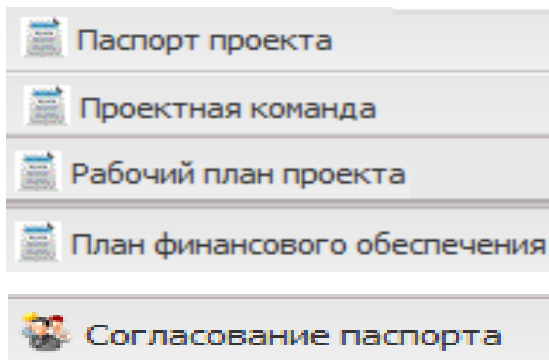 Паспорт проекта
Проектная команда
Рабочий план проекта
План финансового обеспечения
Согласование паспорта